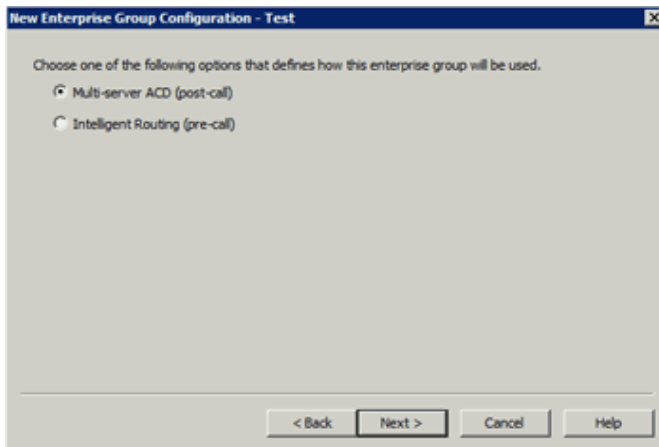 New Enterprise Group Configuration - Test
Choose one of the following options that defines how this enterprise group will be used.
Multi-server ACD (post-call)
Intelligent Routing (pre-call)
< Back Next > Cancel Help